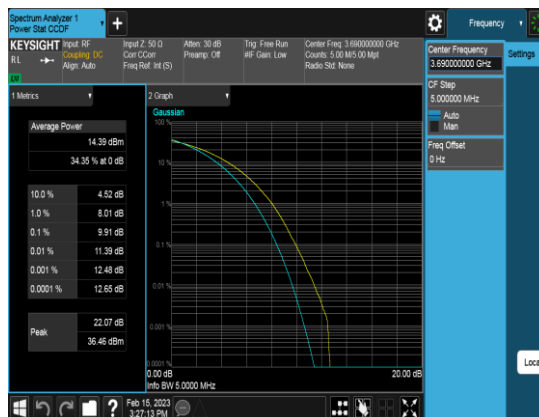 Spectrum Analyzer 1
Power Stat CCDF
Frequency
KEYSIGHT
Input: RF
Coupling: DC
Align: Auto
Input Z: 50 Ω
Corr CCorr
Freq Ref: Int (S)
Atten: 30 dB
Preamp: Off
Trig: Free Run
#IF Gain: Low
Center Freq: 3.690000000 GHz
Counts: 5.00 M/5.00 Mpt
Radio Std: None
R L
LXI
Center Frequency
3.690000000 GHz
Settings
CF Step
5.000000 MHz
Auto
Man
Freq Offset
0 Hz
1 Metrics
2 Graph
Gaussian
Average Power
14.39 dBm
34.35 % at 0 dB
10.0 % 4.52 dB
1.0 % 8.01 dB
0.1 % 9.91 dB
0.01 % 11.39 dB
0.001 % 12.48 dB
0.0001 % 12.65 dB
Peak
22.07 dB
36.46 dBm
100 %
10 %
1 %
0.1 %
0.01 %
0.001 %
0.0001 %
0.00 dB
20.00 dB
Info BW 5.0000 MHz
Loca
Feb 15, 2023
3:27:13 PM